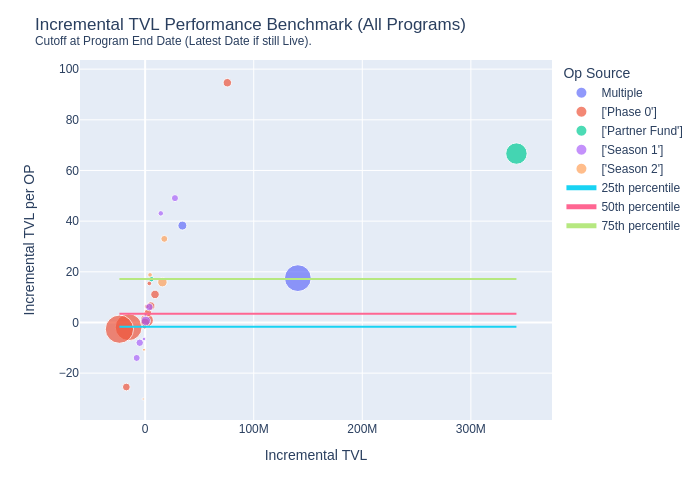 Incremental TVL Performance Benchmark (All Programs)
Cutoff at Program End Date (Latest Date if still Live).
Incremental TVL per OP
100
80
60
40
20
0
−20
0
100M
200M
300M
Incremental TVL
Op Source
Multiple
['Phase 0']
['Partner Fund']
['Season 1']
['Season 2']
25th percentile
50th percentile
75th percentile